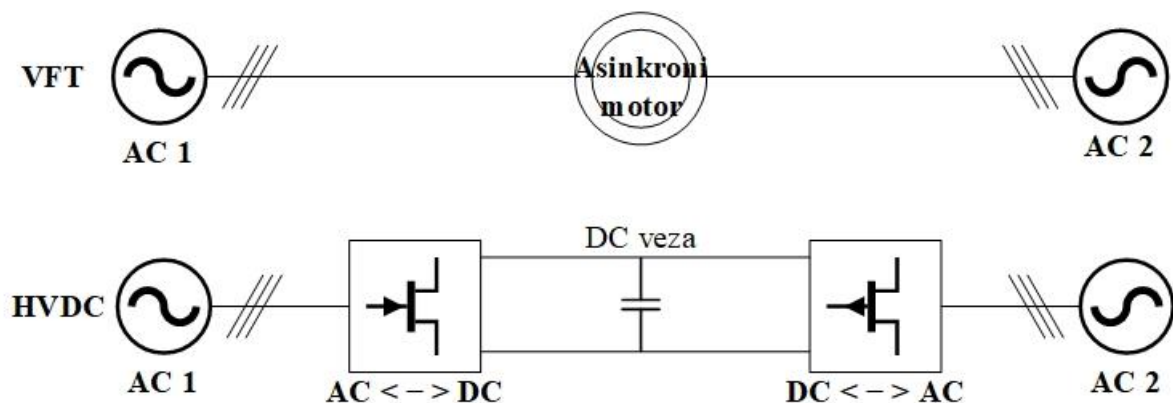 VFT
AC 1
Asinkroni
motor
AC 2
HVDC
AC 1
AC < − > DC
DC veza
DC < − > AC
AC 2